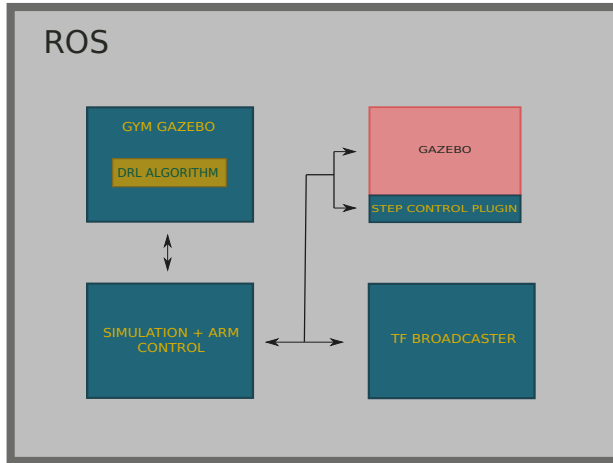 ROS
GYM GAZEBO
DRL ALGORITHM
GAZEBO
STEP CONTROL PLUGIN
SIMULATION + ARM
CONTROL
TF BROADCASTER